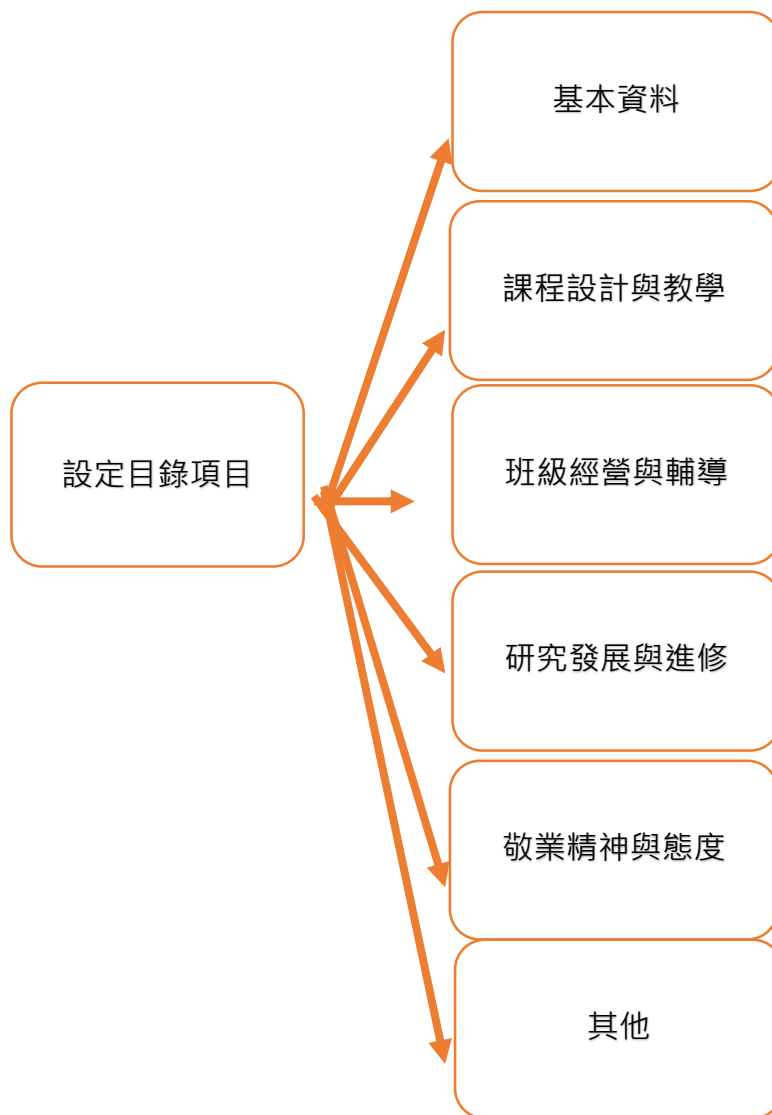 設定目錄項目
基本資料
課程設計與教學
班級經營與輔導
研究發展與進修
敬業精神與態度
其他